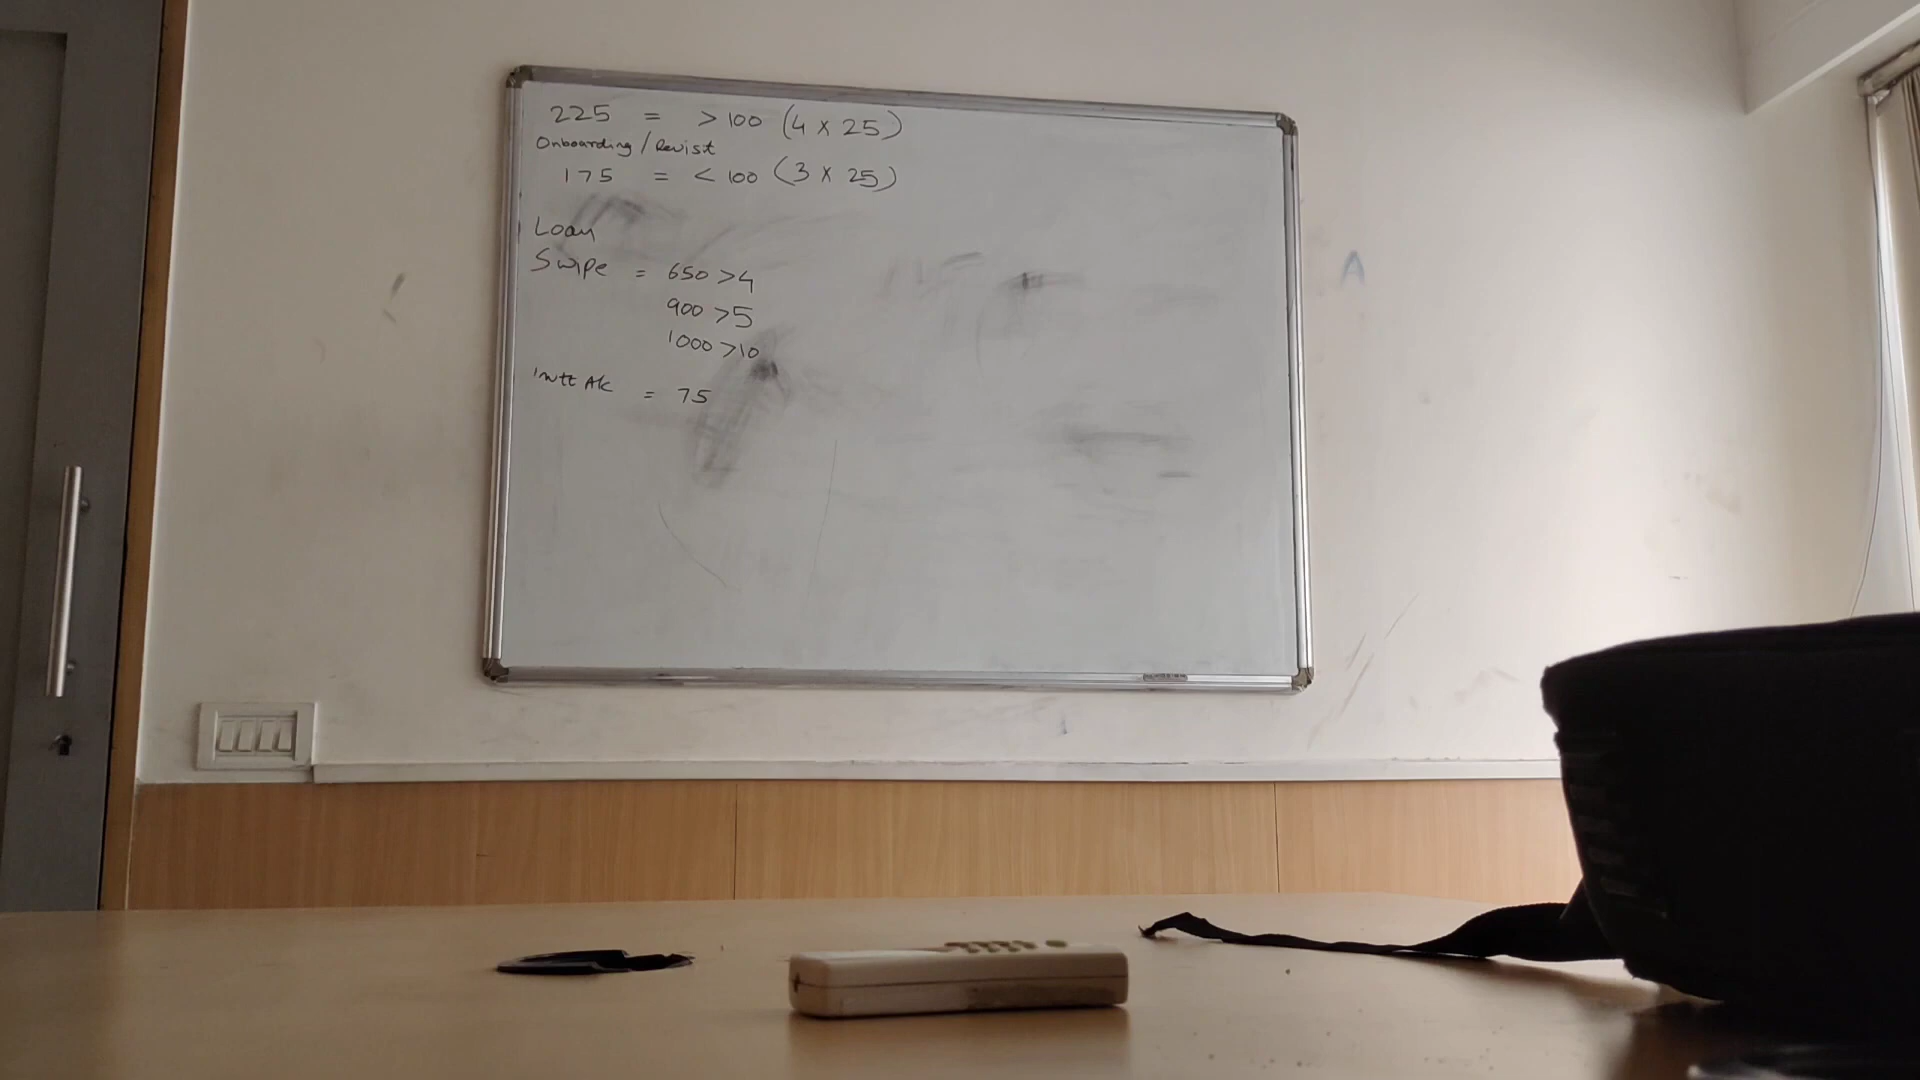 225 = > 100 (4 x 25)
Onboarding / Revist
175 = < 100 (3 x 25)
Loan
Swipe = 650 > 4
900 > 5
1000 > 10
= 75
A